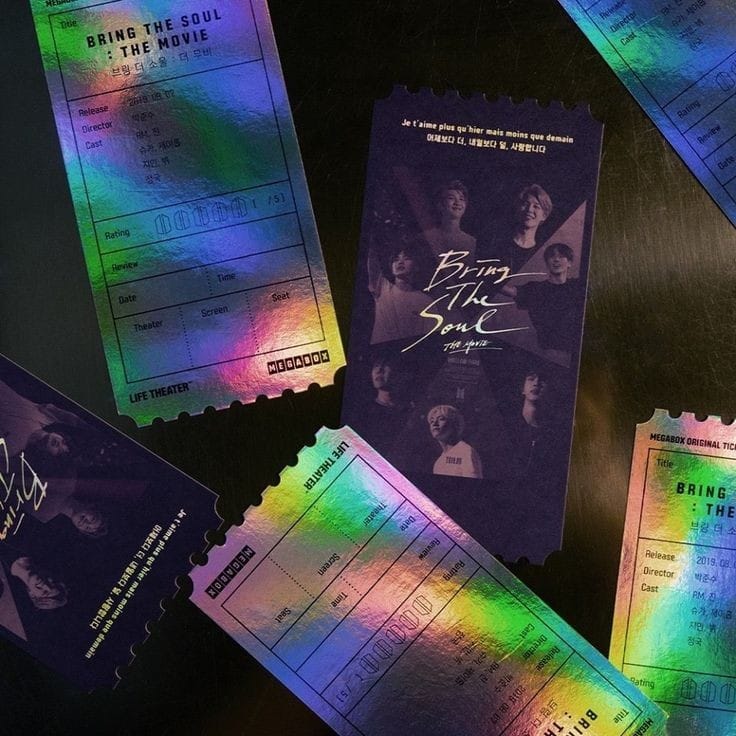 MEGABOX
Title
BRING THE SOUL
: THE MOVIE
브링 더 소울 : 더 무비
Release 2019. 08. 07
Director 박준수
Cast RM, 진
슈가, 제이홉
지민, 뷔
정국
Rating ( /5)
Review
Date Time
Theater Screen Seat
LIFE THEATER™ MEGABOX
Je t'aime plus qu'hier mais moins que demain
어제보다 더, 내일보다 덜, 사랑합니다
Bring
The
Soul
THE MOVIE
Title
Director
Cast
Rating
Review
Date
Je t'aime plus qu'hier mais moins que demain
어제보다 더, 내일보다 덜, 사랑합니다
Bring
LIFE THEATER™
MEGABOX
Theater Screen Seat
Date Time
Review
Rating ( /5)
Cast
Director
Release
Title
BRING
: THE
MEGABOX ORIGINAL TIC
Title
BRING
: THE
브링 더
Release 2019. 08.
Director 박준수
Cast RM, 진
슈가, 제이홉
지민, 뷔
정국
Rating